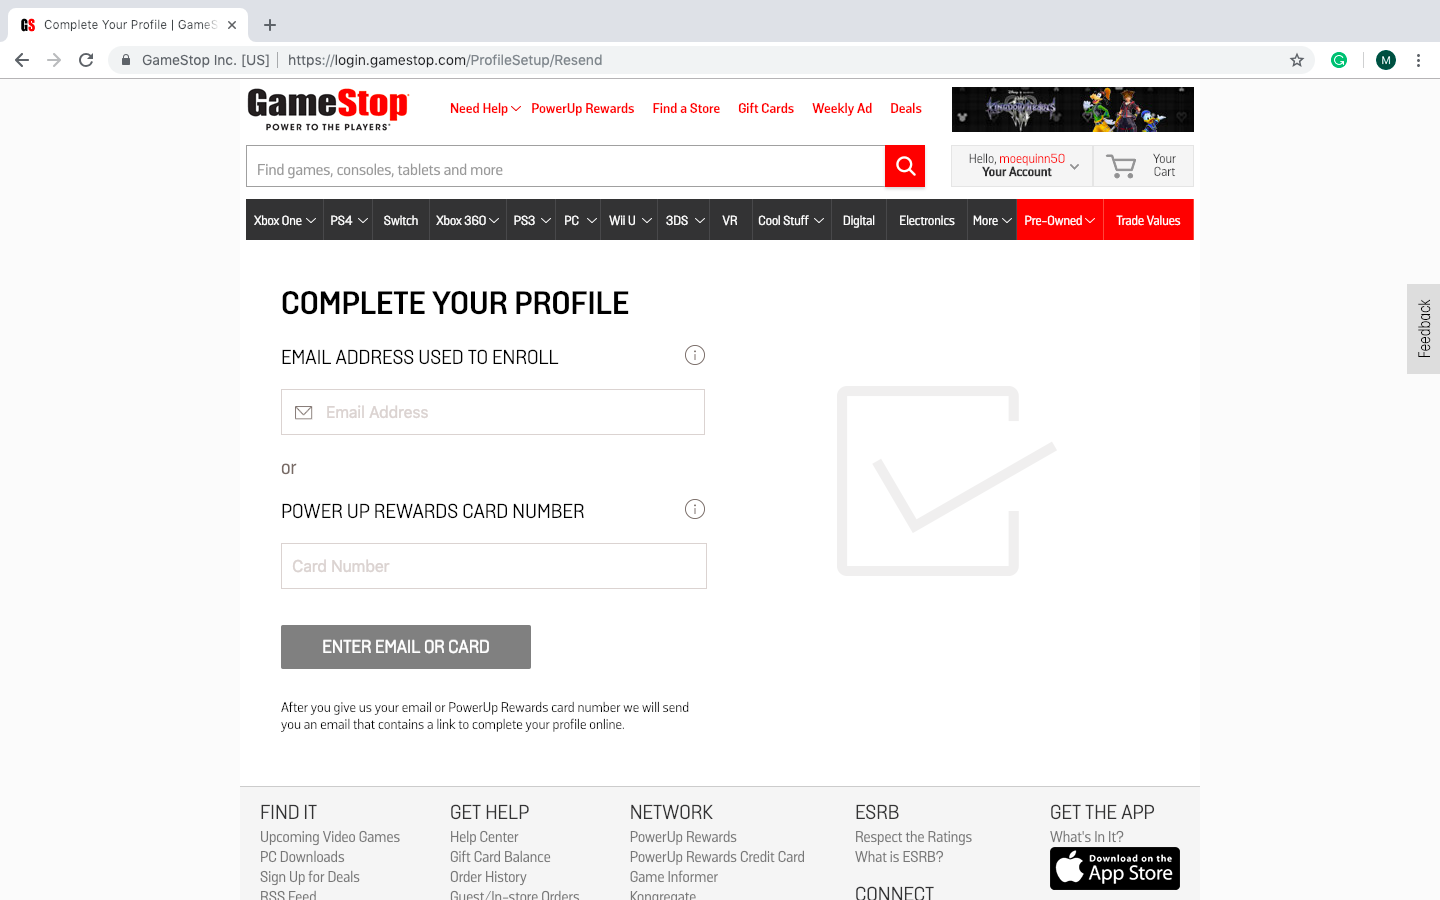 Complete Your Profile | GameS
GameStop Inc. [US] | https://login.gamestop.com/ProfileSetup/Resend
M
GameStop
POWER TO THE PLAYERS
Need Help PowerUp Rewards Find a Store Gift Cards Weekly Ad Deals
KINGDOM HEARTS
Find games, consoles, tablets and more
Hello, moequinn50
Your Account
Your
Cart
Xbox One PS4 Switch Xbox 360 PS3 PC Wii U 3DS VR Cool Stuff Digital Electronics More Pre-Owned Trade Values
COMPLETE YOUR PROFILE
EMAIL ADDRESS USED TO ENROLL
Email Address
or
POWER UP REWARDS CARD NUMBER
Card Number
ENTER EMAIL OR CARD
After you give us your email or PowerUp Rewards card number we will send
you an email that contains a link to complete your profile online.
Feedback
FIND IT
Upcoming Video Games
PC Downloads
Sign Up for Deals
RSS Feed
GET HELP
Help Center
Gift Card Balance
Order History
Guest/In-store Orders
NETWORK
PowerUp Rewards
PowerUp Rewards Credit Card
Game Informer
Kongregate
ESRB
Respect the Ratings
What is ESRB?
CONNECT
GET THE APP
What's In It?
Download on the
App Store